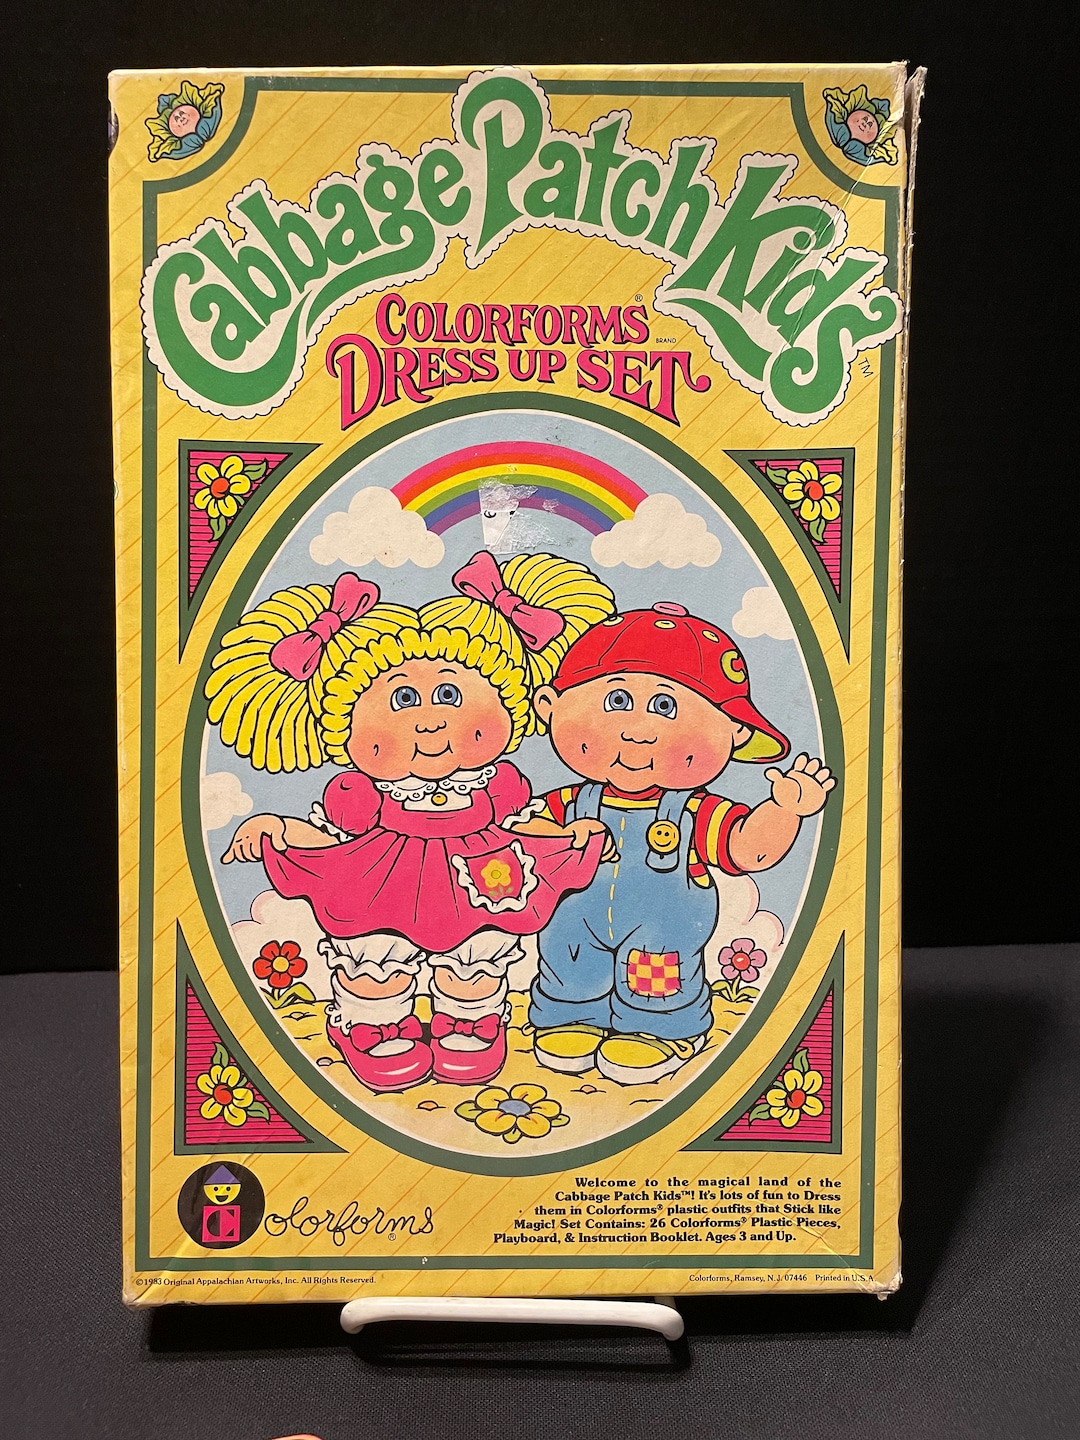 Cabbage Patch Kids™
COLORFORMS®
BRAND
DRESS UP SET
C
Welcome to the magical land of the
Cabbage Patch Kids™! It's lots of fun to Dress
them in Colorforms® plastic outfits that Stick like
Magic! Set Contains: 26 Colorforms® Plastic Pieces,
Playboard, & Instruction Booklet. Ages 3 and Up.
C
olorforms®
©1983 Original Appalachian Artworks, Inc. All Rights Reserved.
Colorforms, Ramsey, N.J. 07446 Printed in U.S.A.